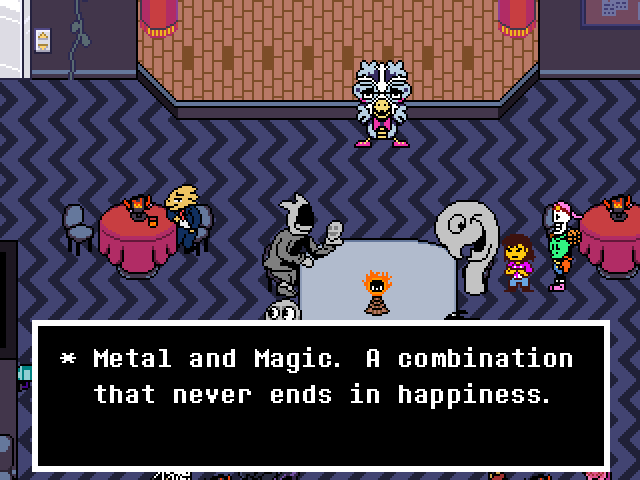 * Metal and Magic. A combination
that never ends in happiness.